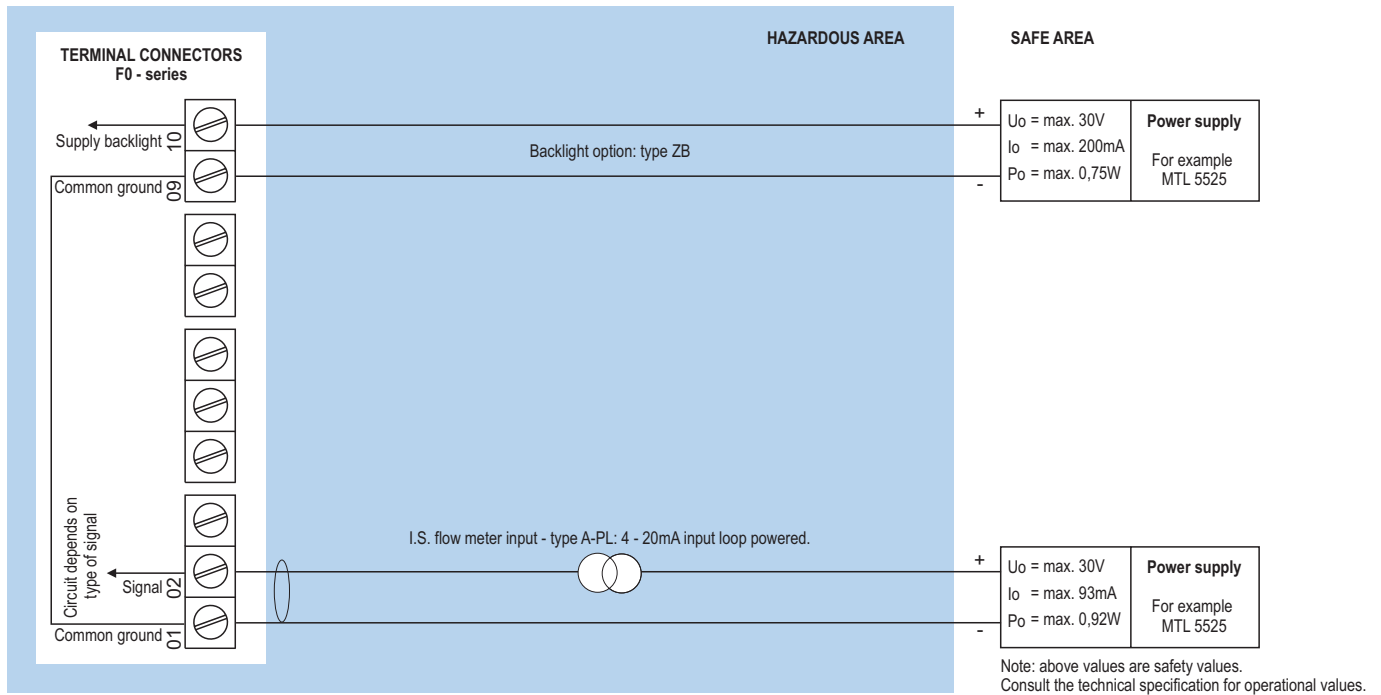 HAZARDOUS AREA
SAFE AREA
TERMINAL CONNECTORS
F0 - series
Supply backlight
10
Common ground
09
Backlight option: type ZB
+
-
Uo = max. 30V
Io = max. 200mA
Po = max. 0,75W
Power supply
For example
MTL 5525
Circuit depends on
type of signal
Signal
02
Common ground
01
I.S. flow meter input - type A-PL: 4 - 20mA input loop powered.
+
-
Uo = max. 30V
Io = max. 93mA
Po = max. 0,92W
Power supply
For example
MTL 5525
Note: above values are safety values.
Consult the technical specification for operational values.